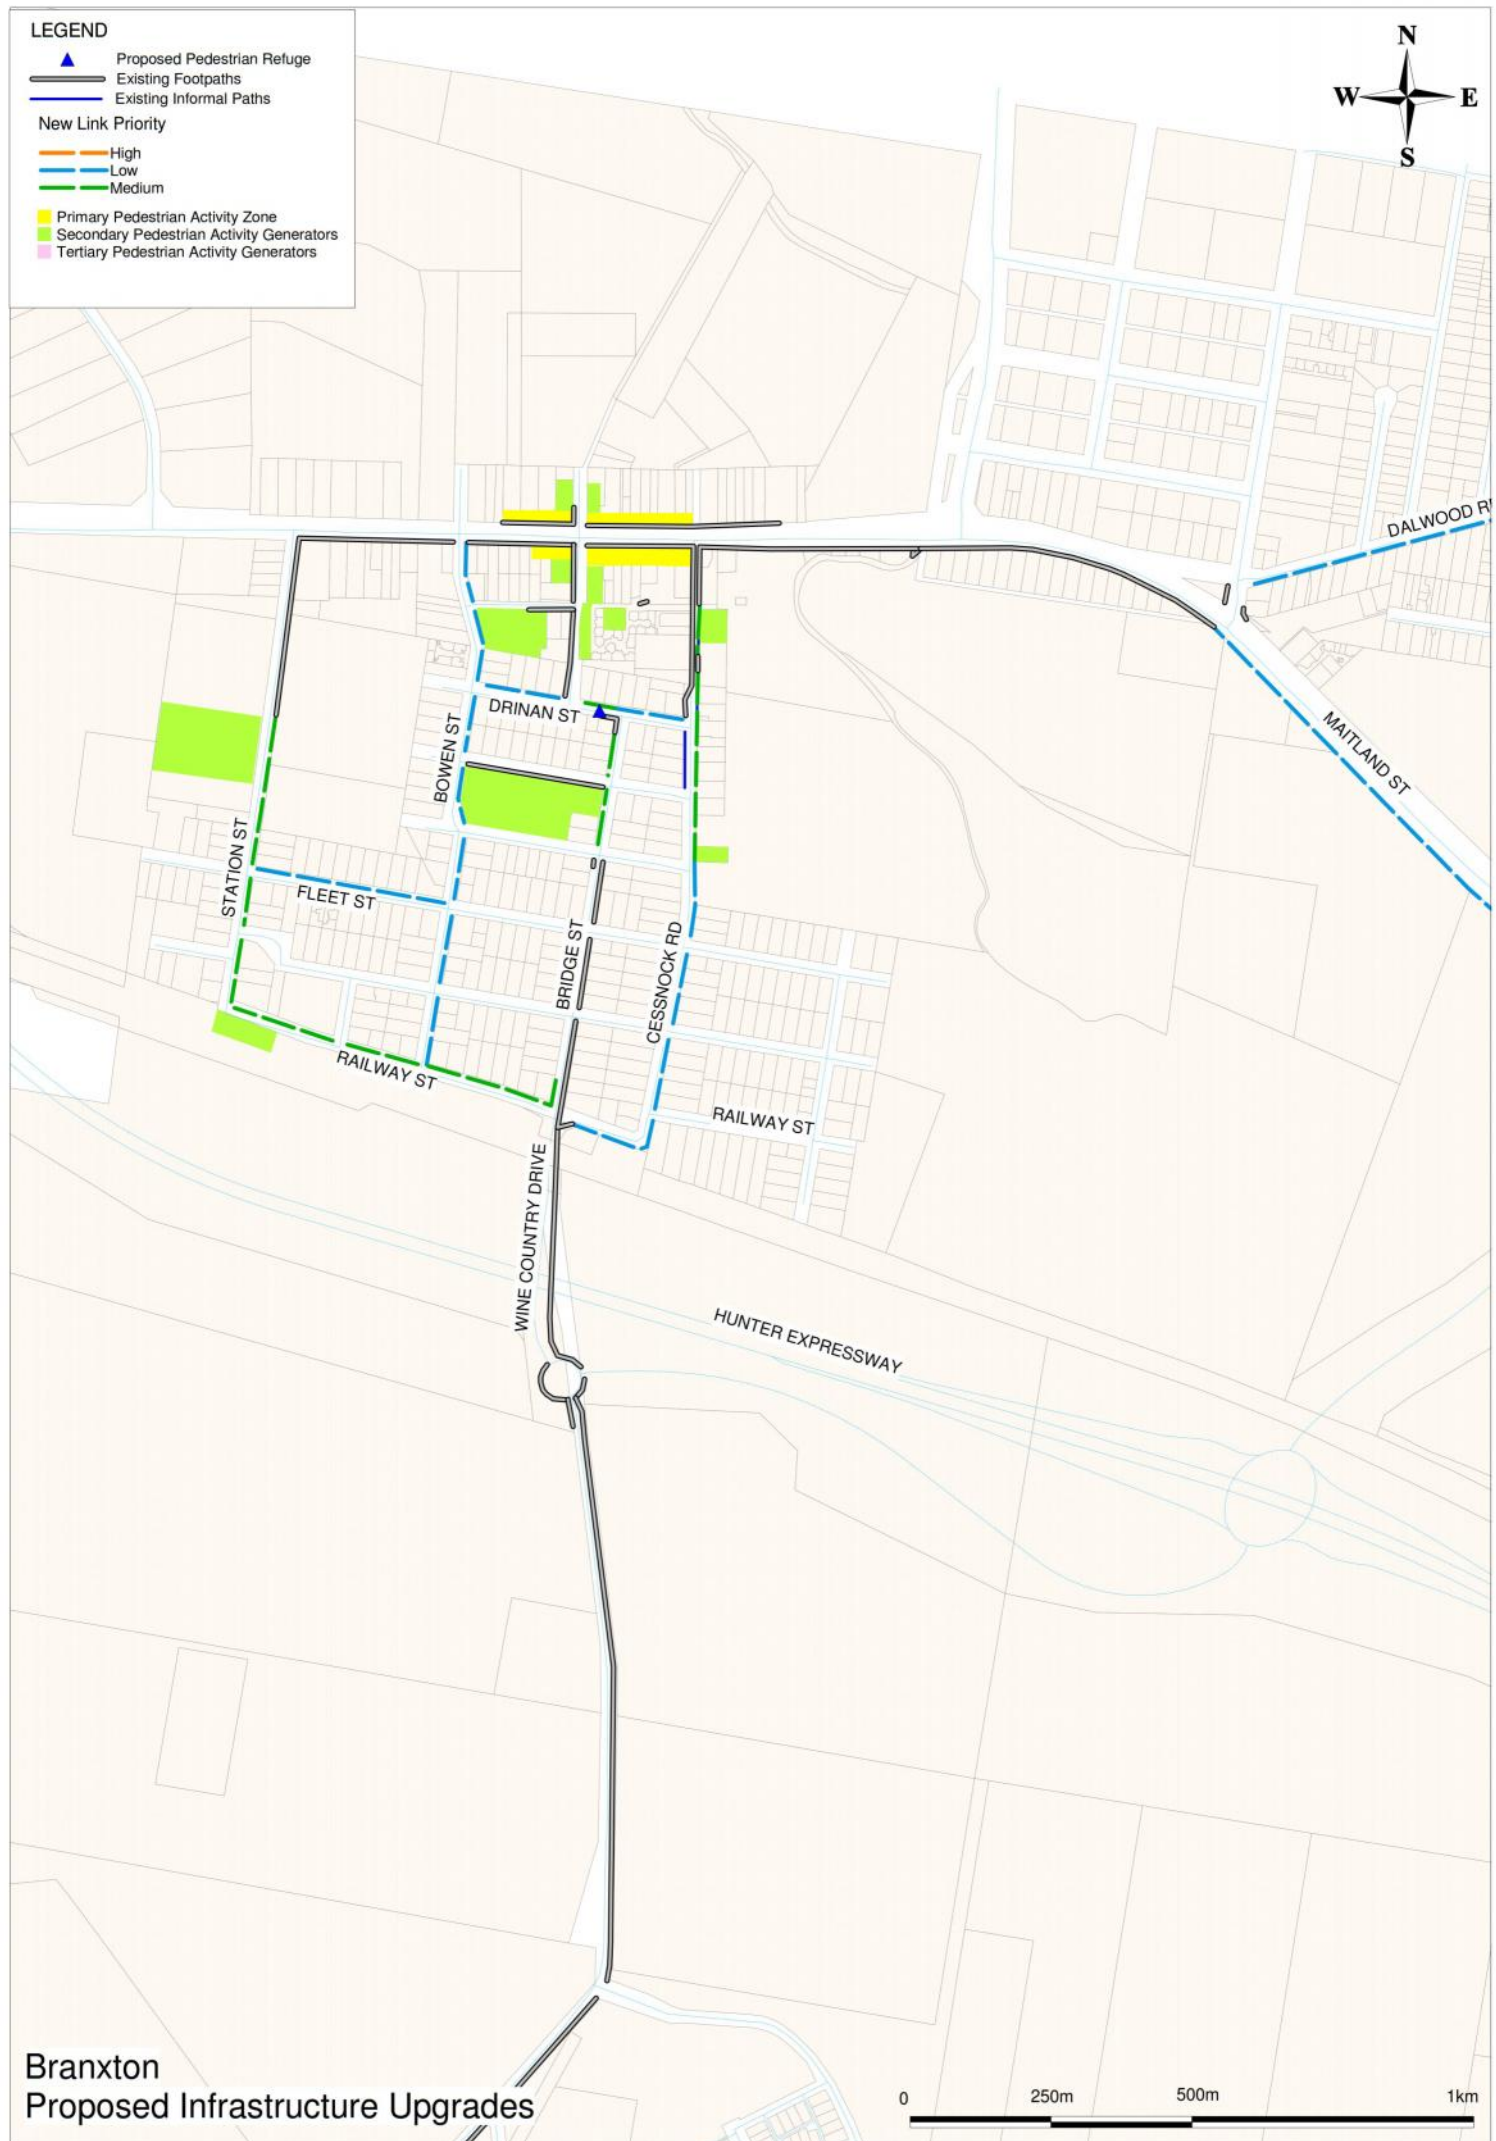 LEGEND
Proposed Pedestrian Refuge
Existing Footpaths
Existing Informal Paths
New Link Priority
High
Low
Medium
Primary Pedestrian Activity Zone
Secondary Pedestrian Activity Generators
Tertiary Pedestrian Activity Generators
N
W E
S
DALWOOD R
DRINAN ST
BOWEN ST
MAITLAND ST
STATION ST
FLEET ST
BRIDGE ST
CESSNOCK RD
RAILWAY ST
RAILWAY ST
WINE COUNTRY DRIVE
HUNTER EXPRESSWAY
Branxton
Proposed Infrastructure Upgrades
0 250m 500m 1km